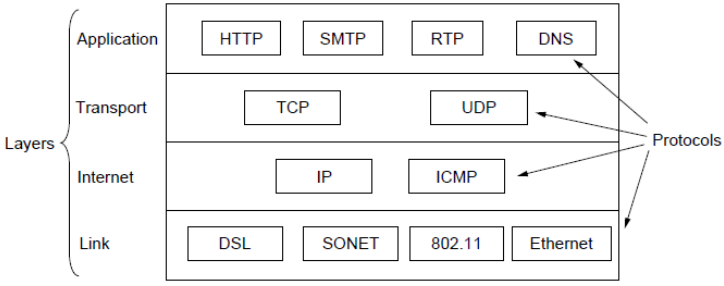 Application HTTP SMTP RTP DNS
Transport TCP UDP
Layers Protocols
Internet IP ICMP
Link DSL SONET 802.11 Ethernet